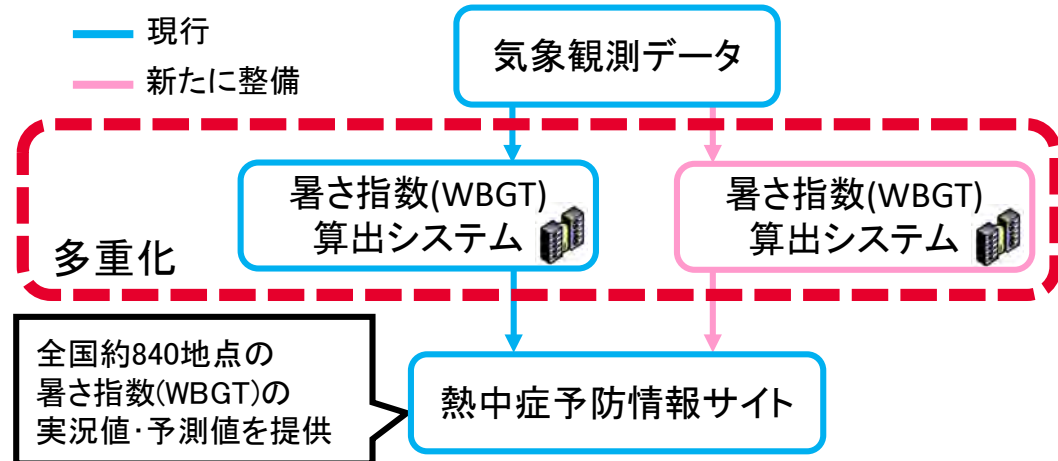 現行
新たに整備
気象観測データ
暑さ指数(WBGT)
算出システム
暑さ指数(WBGT)
算出システム
多重化
全国約840地点の
暑さ指数(WBGT)の
実況値･予測値を提供
熱中症予防情報サイト